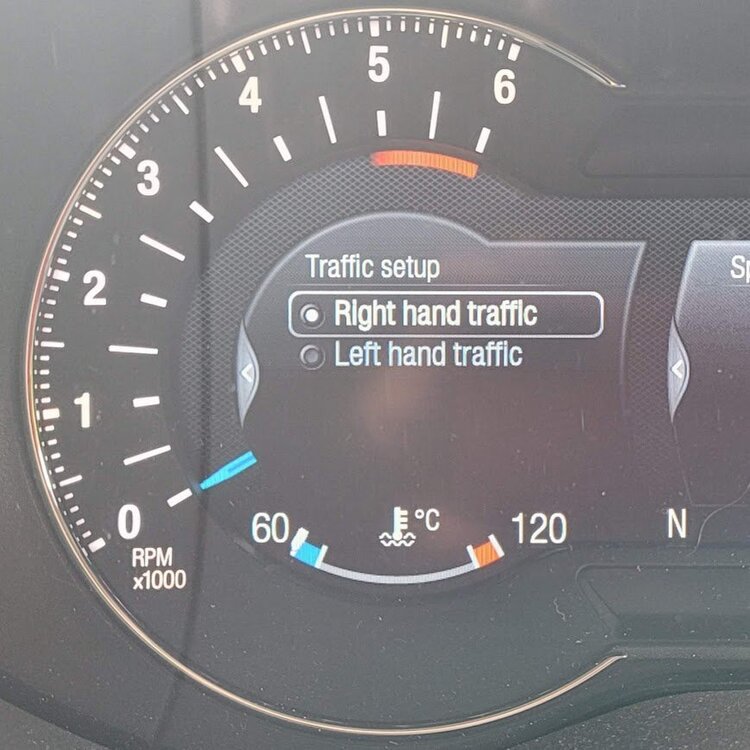 6
5
4
3
2
1
0
RPM
x1000
Traffic setup
Right hand traffic
Left hand traffic
60
°C
120
Sp
N